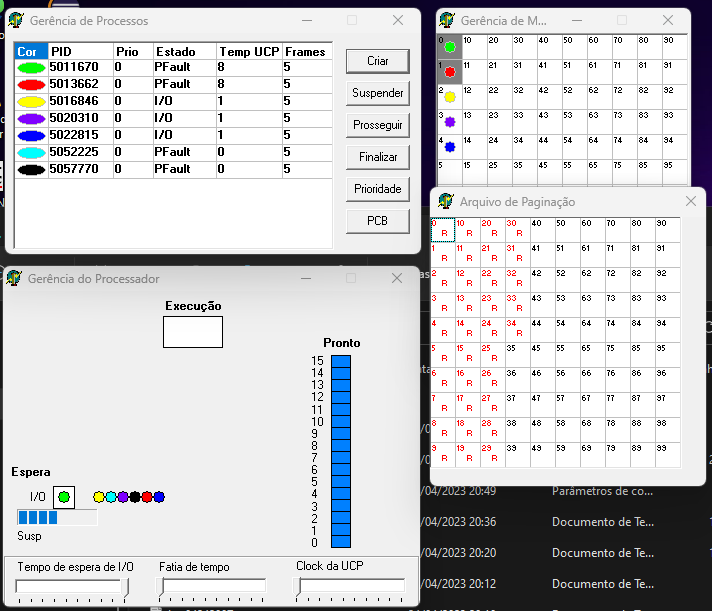 Gerência de Processos
Cor PID Prio Estado Temp UCP Frames
5011670 0 PFault 8 5
5013662 0 PFault 8 5
5016846 0 I/O 1 5
5020310 0 I/O 1 5
5022815 0 I/O 1 5
5052225 0 PFault 5
5057770 0 PFault 5
Criar
Suspender
Prosseguir
Finalizar
Prioridade
PCB
Gerência de M...
0 10 20 30 40 50 60 70 80 90
1 11 21 31 41 51 61 71 81 91
2 12 22 32 42 52 62 72 82 92
3 13 23 33 43 53 63 73 83 93
4 14 24 34 44 54 64 74 84 94
5 15 25 35 45 55 65 75 85 95
Arquivo de Paginação
0 10 20 30 40 50 60 70 80 90
R R R R
1 11 21 31 41 51 61 71 81 91
R R R R
2 12 22 32 42 52 62 72 82 92
R R R R
3 13 23 33 43 53 63 73 83 93
R R R R
4 14 24 34 44 54 64 74 84 94
R R R R
5 15 25 35 45 55 65 75 85 95
R R R
6 16 26 36 46 56 66 76 86 96
R R R
7 17 27 37 47 57 67 77 87 97
R R R
8 18 28 38 48 58 68 78 88 98
R R R
9 19 29 39 49 59 69 79 89 99
R R R
Gerência do Processador
Execução
Pronto
15
14
13
12
11
10
9
8
7
6
5
4
3
2
1
0
Espera
I/O
Susp
Tempo de espera de I/O
Fatia de tempo
Clock da UCP
/04/2023 20:49 Parâmetros de co...
/04/2023 20:36 Documento de Te...
/04/2023 20:20 Documento de Te...
/04/2023 20:12 Documento de Te...